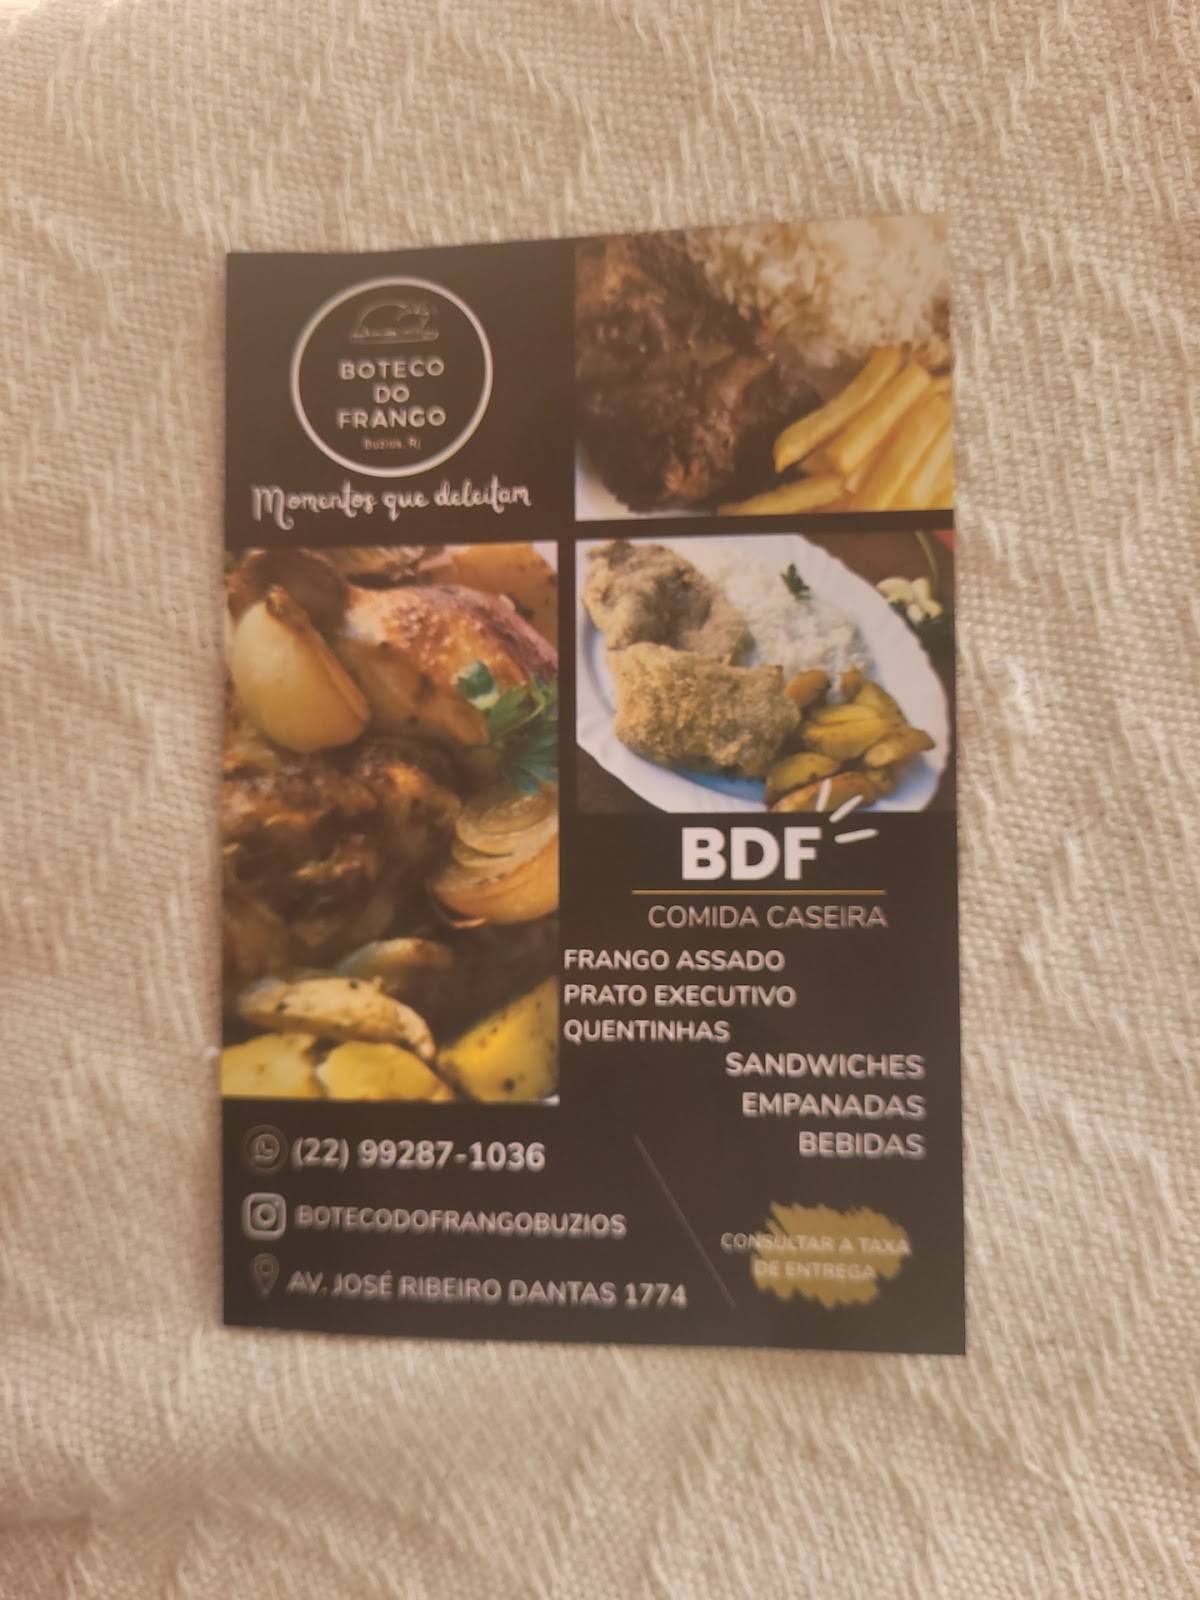 BOTECO
DO
FRANGO
Buzios, Rj
Momentos que deleitam
BDF
COMIDA CASEIRA
FRANGO ASSADO
PRATO EXECUTIVO
QUENTINHAS
SANDWICHES
EMPANADAS
BEBIDAS
(22) 99287-1036
BOTECODOFRANGOBUZIOS
AV. JOSÉ RIBEIRO DANTAS 1774
CONSULTAR A TAXA
DE ENTREGA